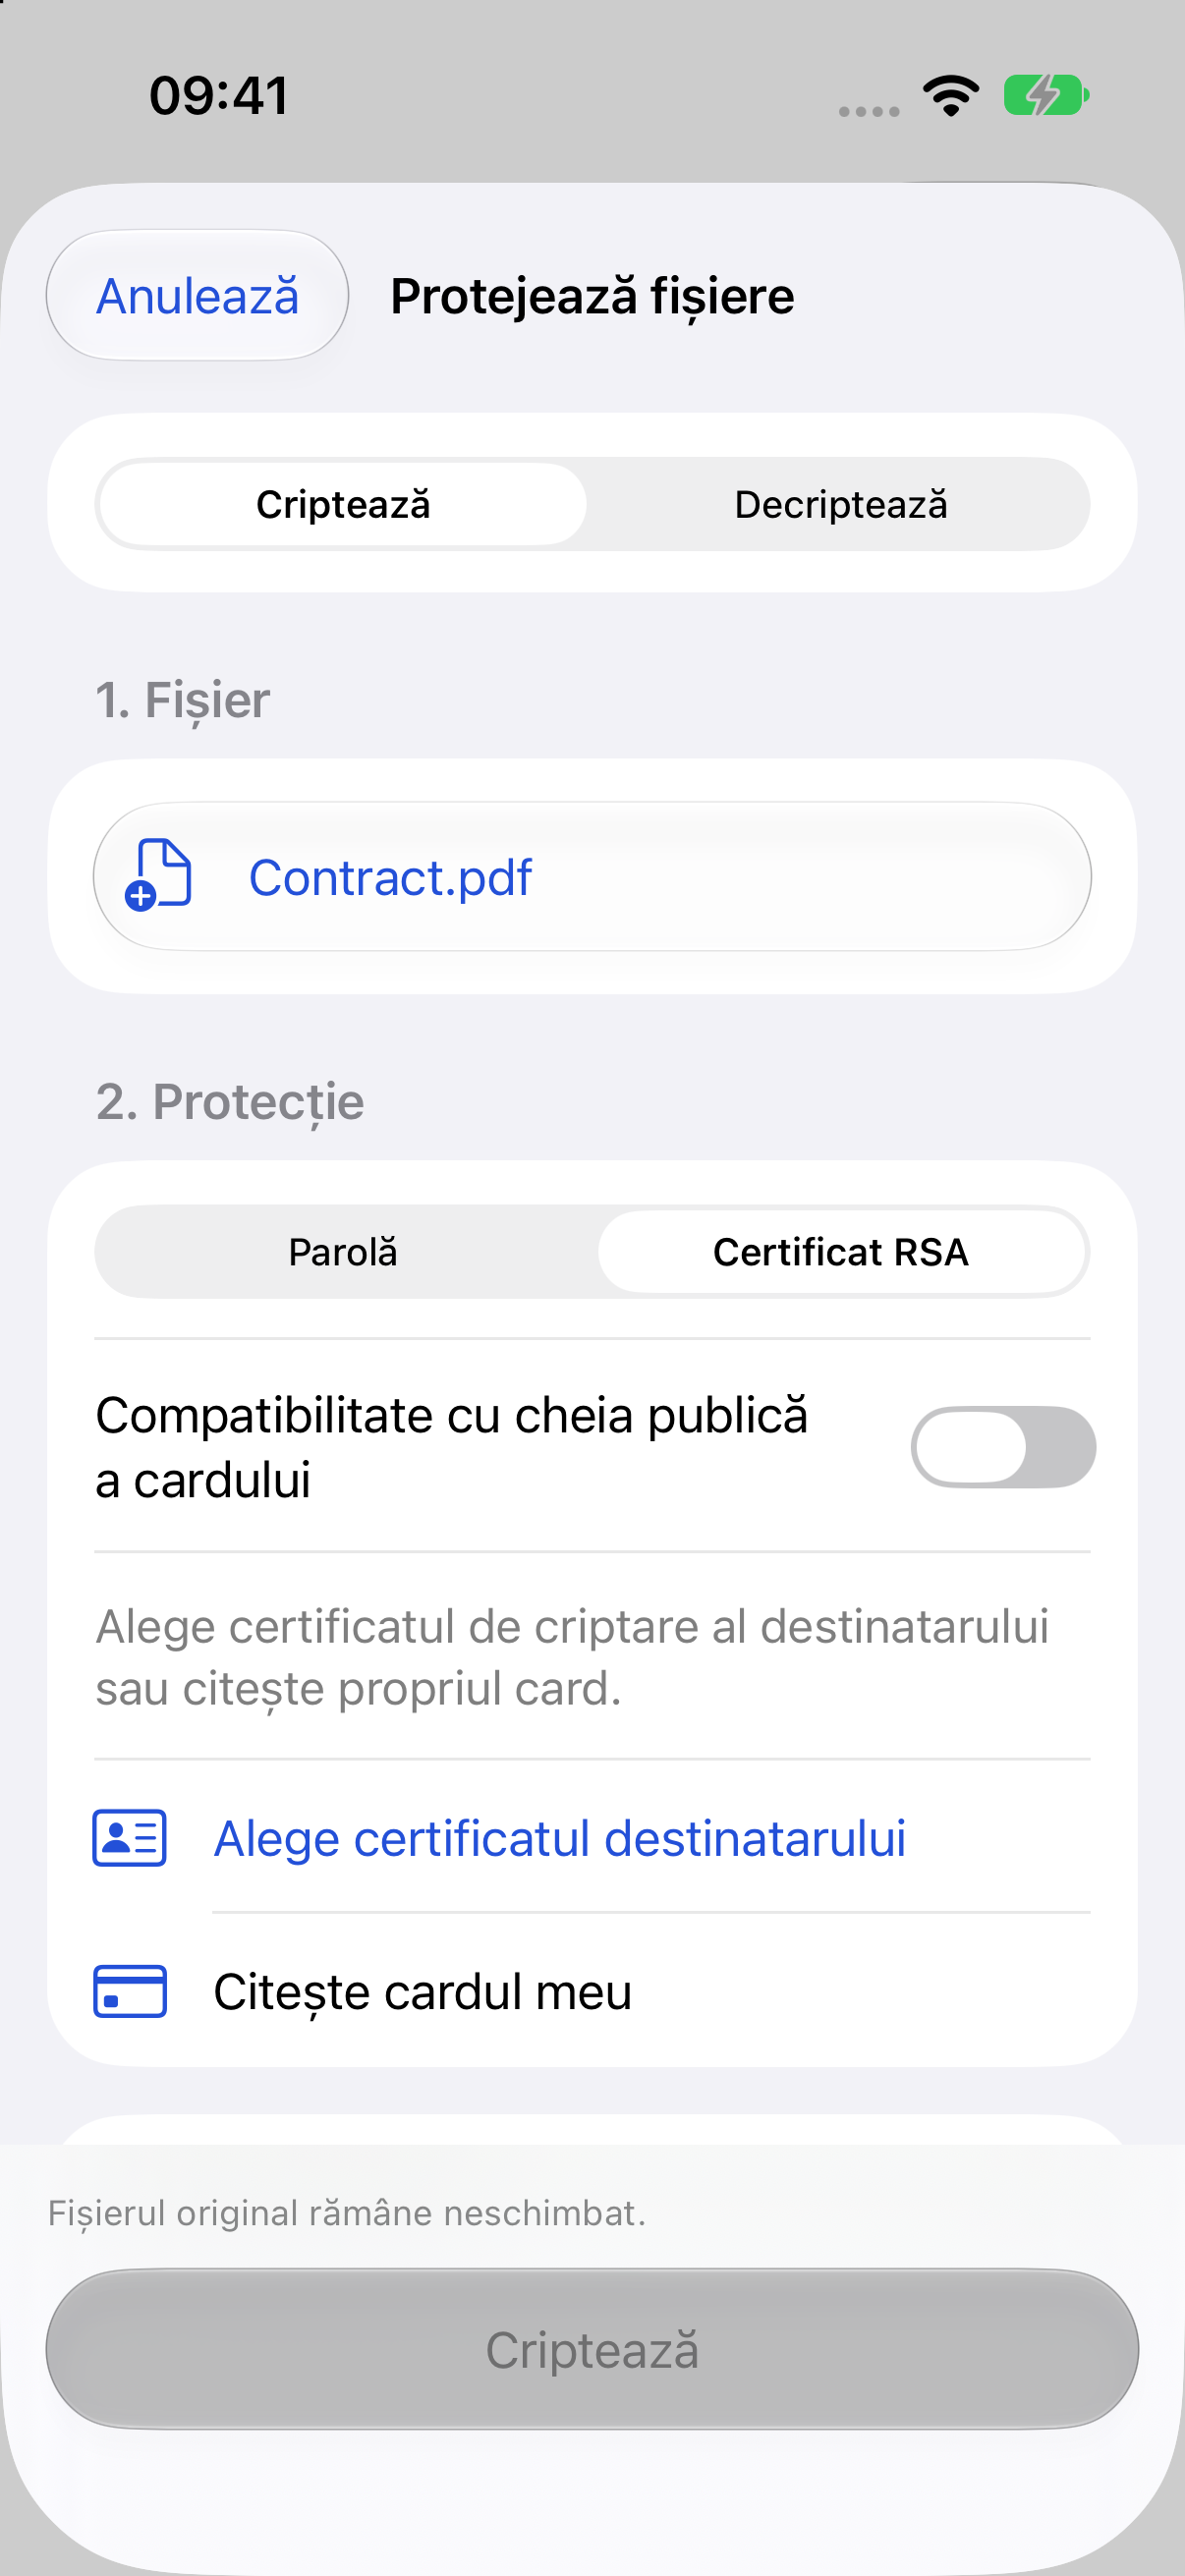 09:41
Anulează
Protejează fișiere
Criptează
Decriptează
1. Fișier
Contract.pdf
2. Protecție
Parolă
Certificat RSA
Compatibilitate cu cheia publică
a cardului
Alege certificatul de criptare al destinatarului
sau citește propriul card.
Alege certificatul destinatarului
Citește cardul meu
Fișierul original rămâne neschimbat.
Criptează